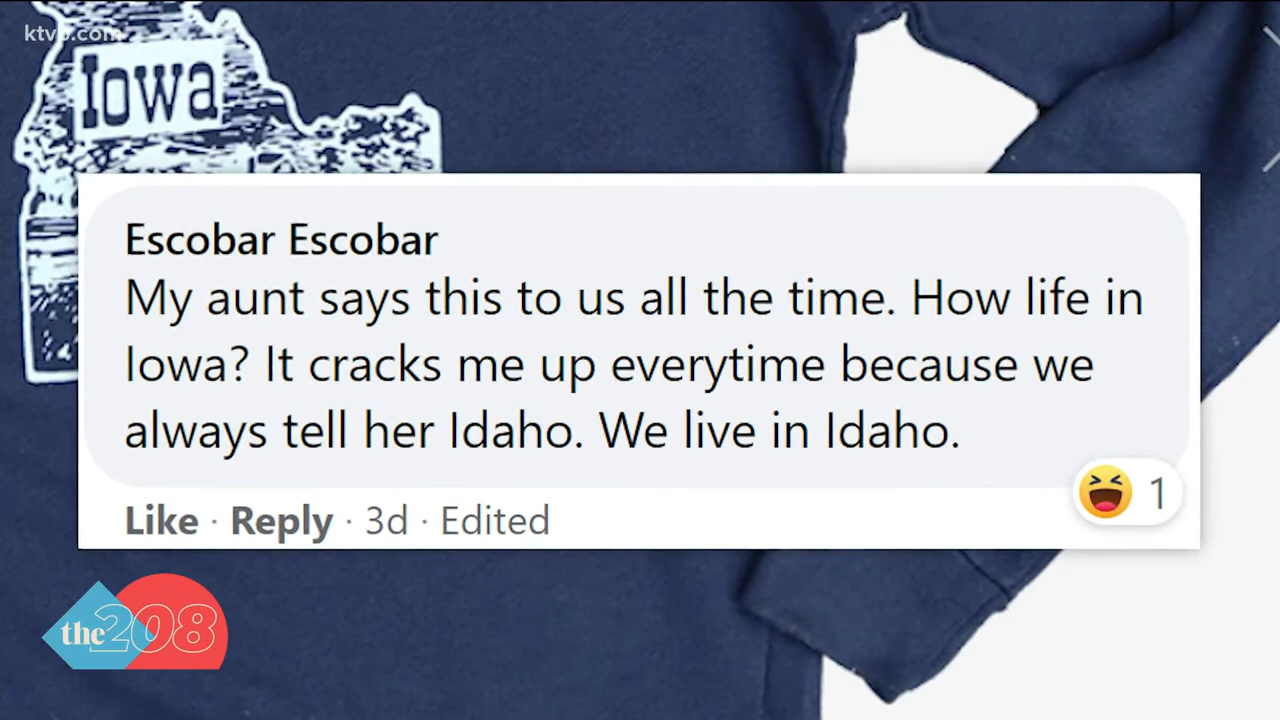 ktvb.com
Iowa
Escobar Escobar
My aunt says this to us all the time. How life in
Iowa? It cracks me up everytime because we
always tell her Idaho. We live in Idaho.
1
Like · Reply · 3d · Edited
the 208